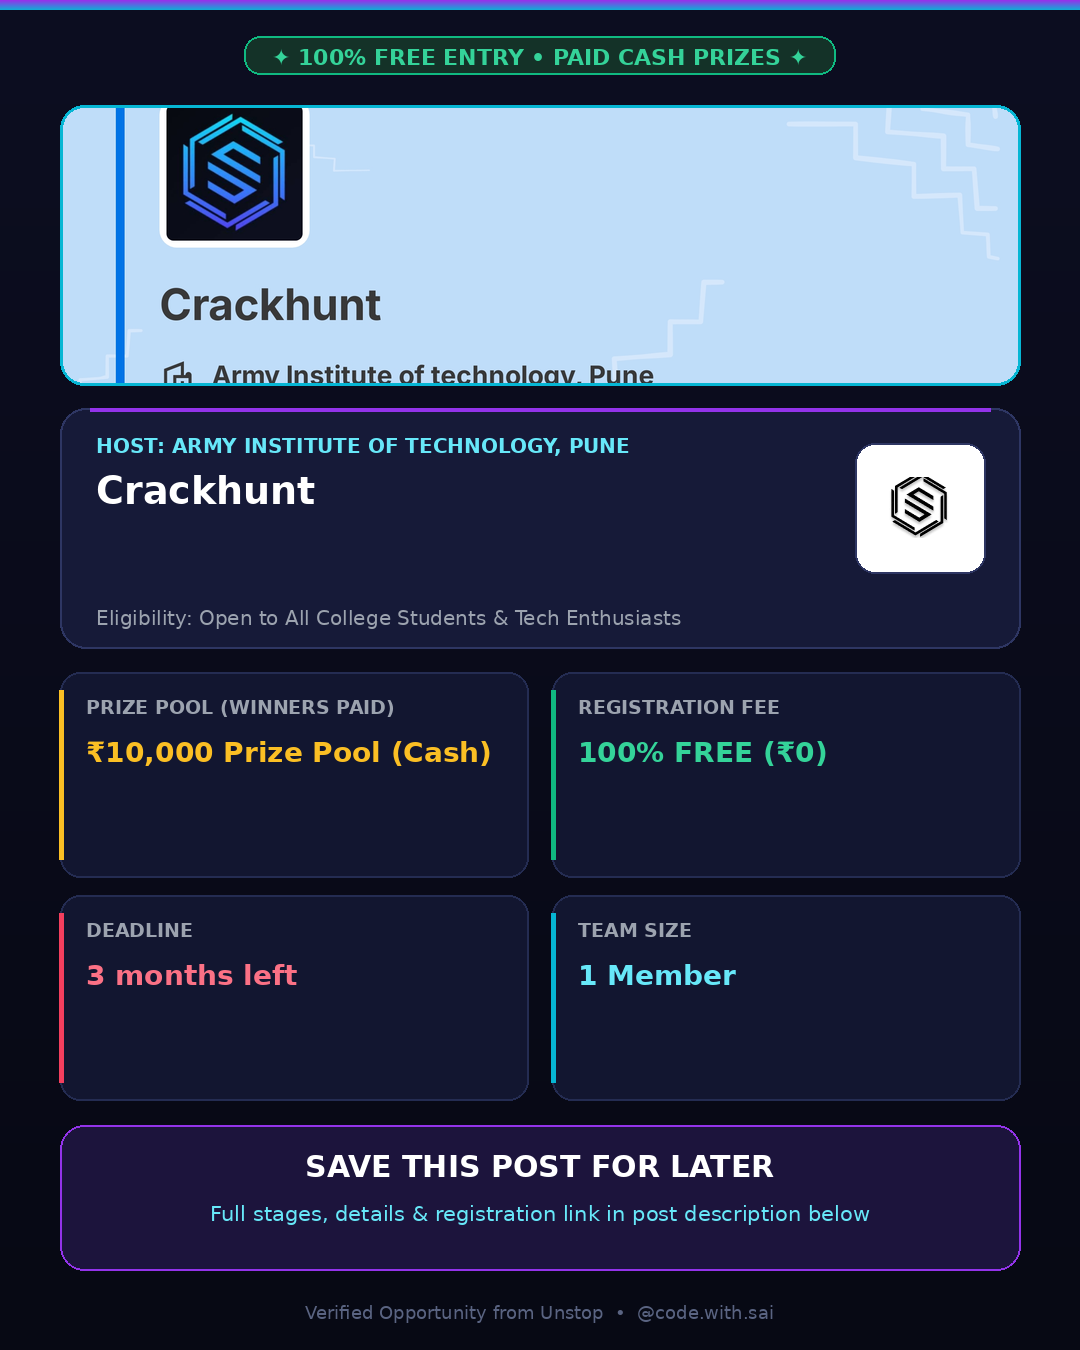 ✦ 100% FREE ENTRY • PAID CASH PRIZES ✦
Crackhunt
Army Institute of technology, Pune
HOST: ARMY INSTITUTE OF TECHNOLOGY, PUNE
Crackhunt
Eligibility: Open to All College Students & Tech Enthusiasts
PRIZE POOL (WINNERS PAID)
₹10,000 Prize Pool (Cash)
REGISTRATION FEE
100% FREE (₹0)
DEADLINE
3 months left
TEAM SIZE
1 Member
SAVE THIS POST FOR LATER
Full stages, details & registration link in post description below
Verified Opportunity from Unstop • @code.with.sai